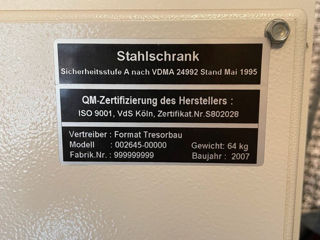 Stahlschrank
Sicherheitsstufe A nach VDMA 24992 Stand Mai 1995
QM-Zertifizierung des Herstellers :
ISO 9001, VdS Köln, Zertifikat.Nr.S802028
Vertreiber : Format Tresorbau
Modell : 002645-00000 Gewicht: 64 kg
Fabrik.Nr.: 999999999 Baujahr : 2007